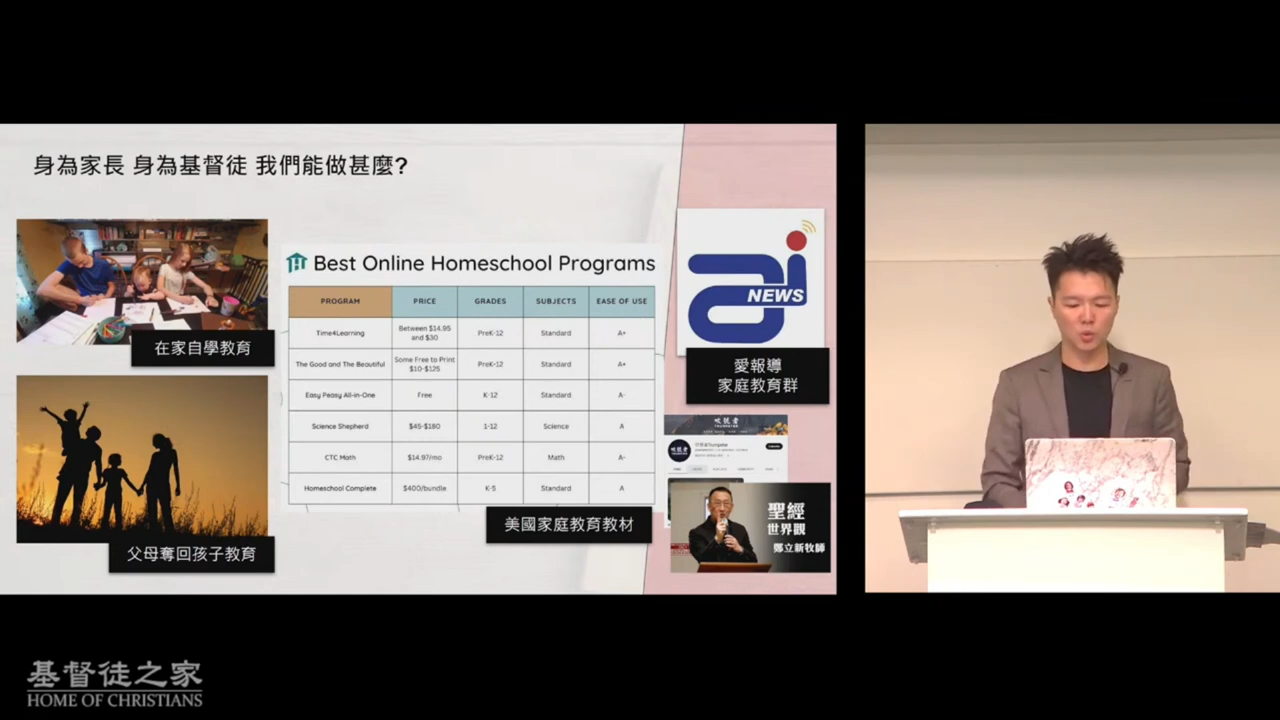 身為家長 身為基督徒 我們能做甚麼?
在家自學教育
父母奪回孩子教育
Best Online Homeschool Programs
PROGRAM PRICE GRADES SUBJECTS EASE OF USE
Time4Learning Between $14.95 and $30 PreK-12 Standard A+
The Good and The Beautiful Some Free to Print $10-$125 PreK-12 Standard A+
Easy Peasy All-in-One Free K-12 Standard A-
Science Shepherd $45-$180 1-12 Science A
CTC Math $14.97/mo PreK-12 Math A-
Homeschool Complete $400/bundle K-5 Standard A
美國家庭教育教材
ai
NEWS
愛報導
家庭教育群
聖經
世界觀
鄭立新牧師
基督徒之家
HOME OF CHRISTIANS